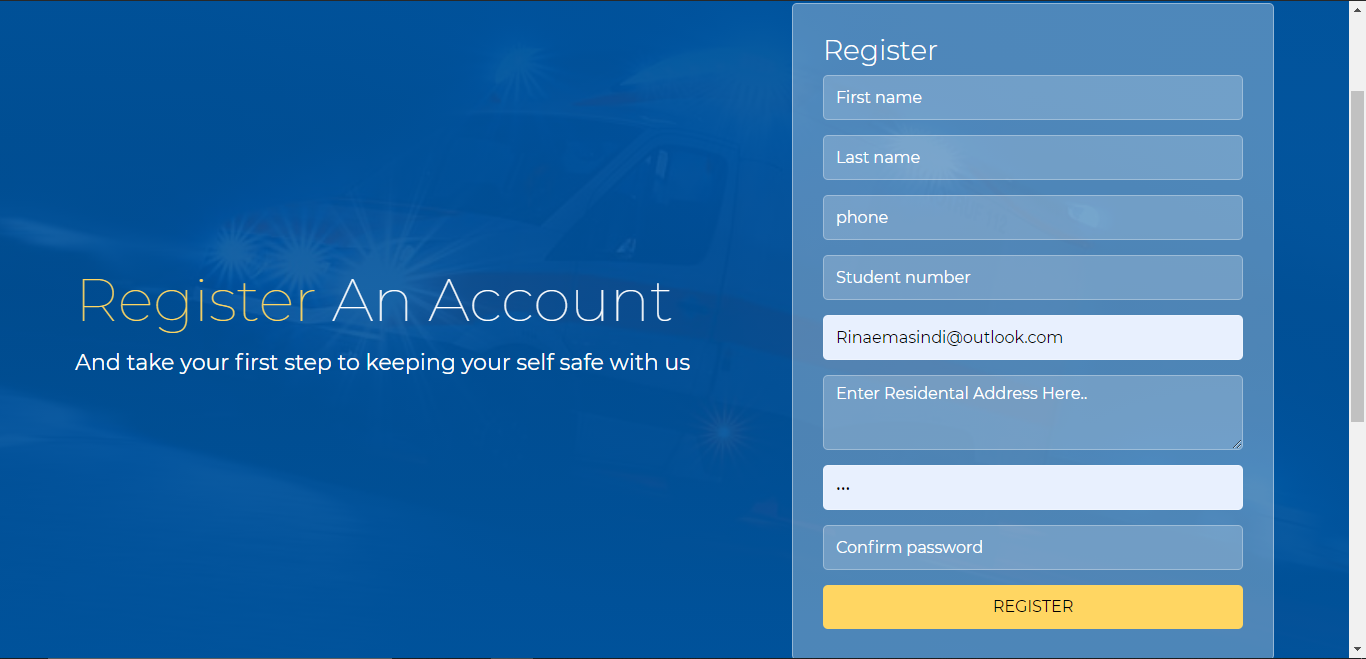 Register
First name
Last name
phone
Student number
Register An Account
Rinaemasindi@outlook.com
And take your first step to keeping your self safe with us
Enter Residental Address Here..
...
Confirm password
REGISTER